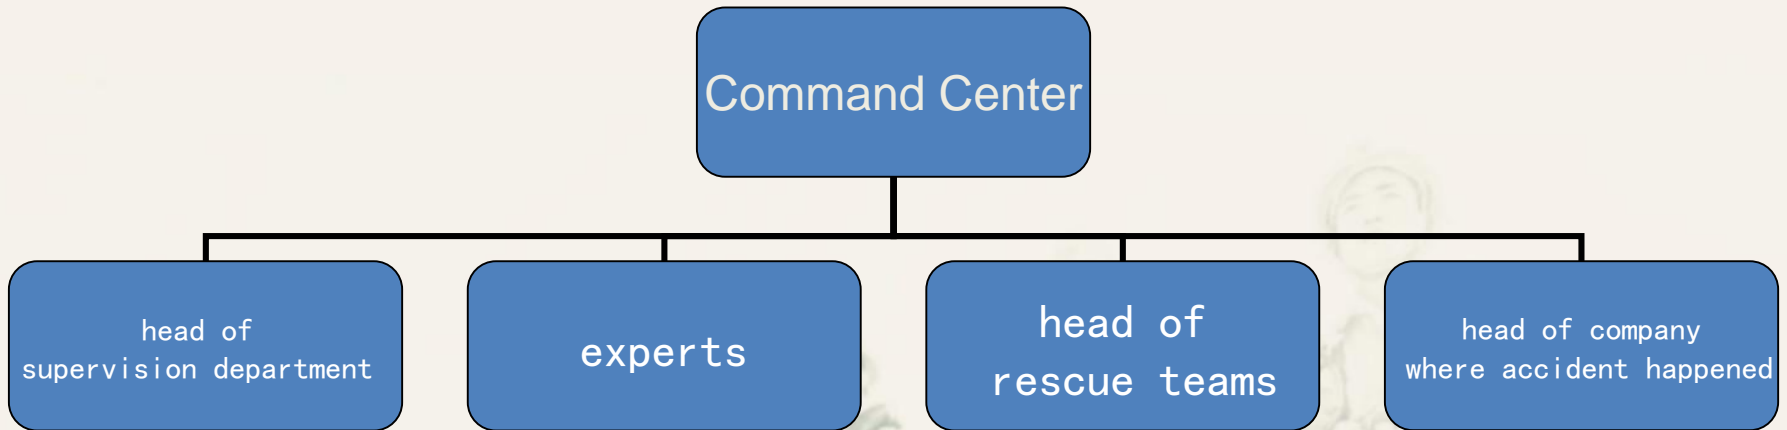 Command Center
head of
supervision department
experts
head of
rescue teams
head of company
where accident happened